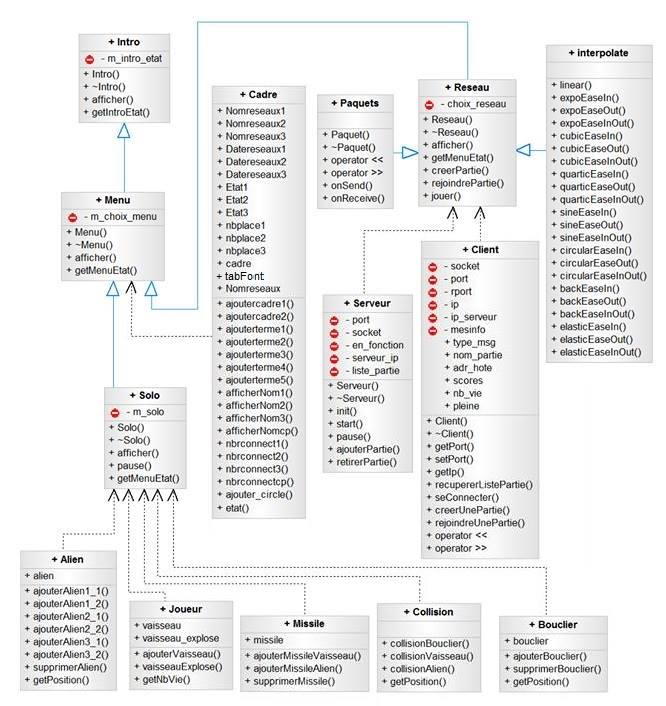 + Intro
- m_intro_etat
+ Intro()
+ ~Intro()
+ afficher()
+ getIntroEtat()
+ Menu
- m_choix_menu
+ Menu()
+ ~Menu()
+ afficher()
+ getMenuEtat()
+ Cadre
+ Nomreseaux1
+ Nomreseaux2
+ Nomreseaux3
+ Datereseaux1
+ Datereseaux2
+ Datereseaux3
+ Etat1
+ Etat2
+ Etat3
+ nbplace1
+ nbplace2
+ nbplace3
+ cadre
+ tabFont
+ Nomreseaux
+ ajoutercadre1()
+ ajoutercadre2()
+ ajouterterme1()
+ ajouterterme2()
+ ajouterterme3()
+ ajouterterme4()
+ ajouterterme5()
+ afficherNom1()
+ afficherNom2()
+ afficherNom3()
+ afficherNomcp()
+ nbrconnect1()
+ nbrconnect2()
+ nbrconnect3()
+ nbrconnectcp()
+ ajouter_circle()
+ etat()
+ Paquets
+ Paquet()
+ ~Paquet()
+ operator <<
+ operator >>
+ onSend()
+ onReceive()
+ Reseau
- choix_reseau
+ Reseau()
+ ~Reseau()
+ afficher()
+ getMenuEtat()
+ creerPartie()
+ rejoindrePartie()
+ jouer()
+ interpolate
+ linear()
+ expoEaseIn()
+ expoEaseOut()
+ expoEaseInOut()
+ cubicEaseIn()
+ cubicEaseOut()
+ cubicEaseInOut()
+ quarticEaseIn()
+ quarticEaseOut()
+ quarticEaseInOut()
+ sineEaseIn()
+ sineEaseOut()
+ sineEaseInOut()
+ circularEaseIn()
+ circularEaseOut()
+ circularEaseInOut()
+ backEaseIn()
+ backEaseOut()
+ backEaseInOut()
+ elasticEaseIn()
+ elasticEaseOut()
+ elasticEaseInOut()
+ Serveur
- port
- socket
- en_fonction
- serveur_ip
- liste_partie
+ Serveur()
+ ~Serveur()
+ init()
+ start()
+ pause()
+ ajouterPartie()
+ retirerPartie()
+ Client
- socket
- port
- rport
- ip
- ip_serveur
- mesinfo
+ type_msg
+ nom_partie
+ adr_hote
+ scores
+ nb_vie
+ pleine
+ Client()
+ ~Client()
+ getPort()
+ setPort()
+ getIp()
+ recupererListePartie()
+ seConnecter()
+ creerUnePartie()
+ rejoindreUnePartie()
+ operator <<
+ operator >>
+ Solo
- m_solo
+ Solo()
+ ~Solo()
+ afficher()
+ pause()
+ getMenuEtat()
+ Alien
+ alien
+ ajouterAlien1_1()
+ ajouterAlien1_2()
+ ajouterAlien2_1()
+ ajouterAlien2_2()
+ ajouterAlien3_1()
+ ajouterAlien3_2()
+ supprimerAlien()
+ getPosition()
+ Joueur
+ vaisseau
+ vaisseau_explose
+ ajouterVaisseau()
+ vaisseauExplose()
+ getNbVie()
+ Missile
+ missile
+ ajouterMissileVaisseau()
+ ajouterMissileAlien()
+ supprimerMissile()
+ Collision
+ collisionBouclier()
+ collisionVaisseau()
+ collisionAlien()
+ getPosition()
+ Bouclier
+ bouclier
+ ajouterBouclier()
+ supprimerBouclier()
+ getPosition()